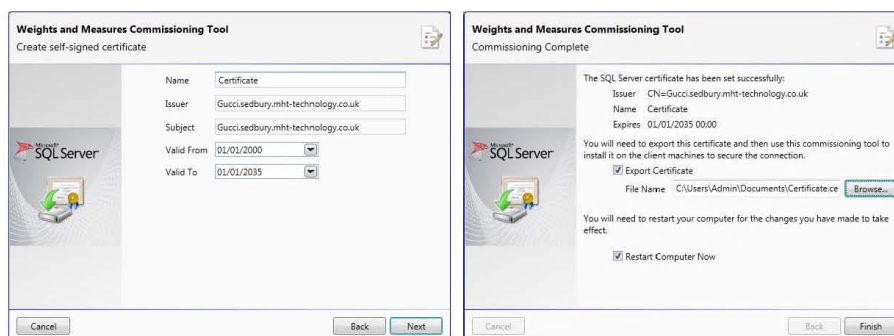 Weights and Measures Commissioning Tool
Create self-signed certificate
Microsoft
SQL Server
Name Certificate
Issuer Gucci.sedbury.mht-technology.co.uk
Subject Gucci.sedbury.mht-technology.co.uk
Valid From 01/01/2000
Valid To 01/01/2035
Cancel Back Next
Weights and Measures Commissioning Tool
Commissioning Complete
Microsoft
SQL Server
The SQL Server certificate has been set successfully:
Issuer CN=Gucci.sedbury.mht-technology.co.uk
Name Certificate
Expires 01/01/2035 00:00
You will need to export this certificate and then use this commissioning tool to
install it on the client machines to secure the connection.
Export Certificate
File Name C:\Users\Admin\Documents\Certificate.ce Browse...
You will need to restart your computer for the changes you have made to take
effect.
Restart Computer Now
Cancel Back Finish